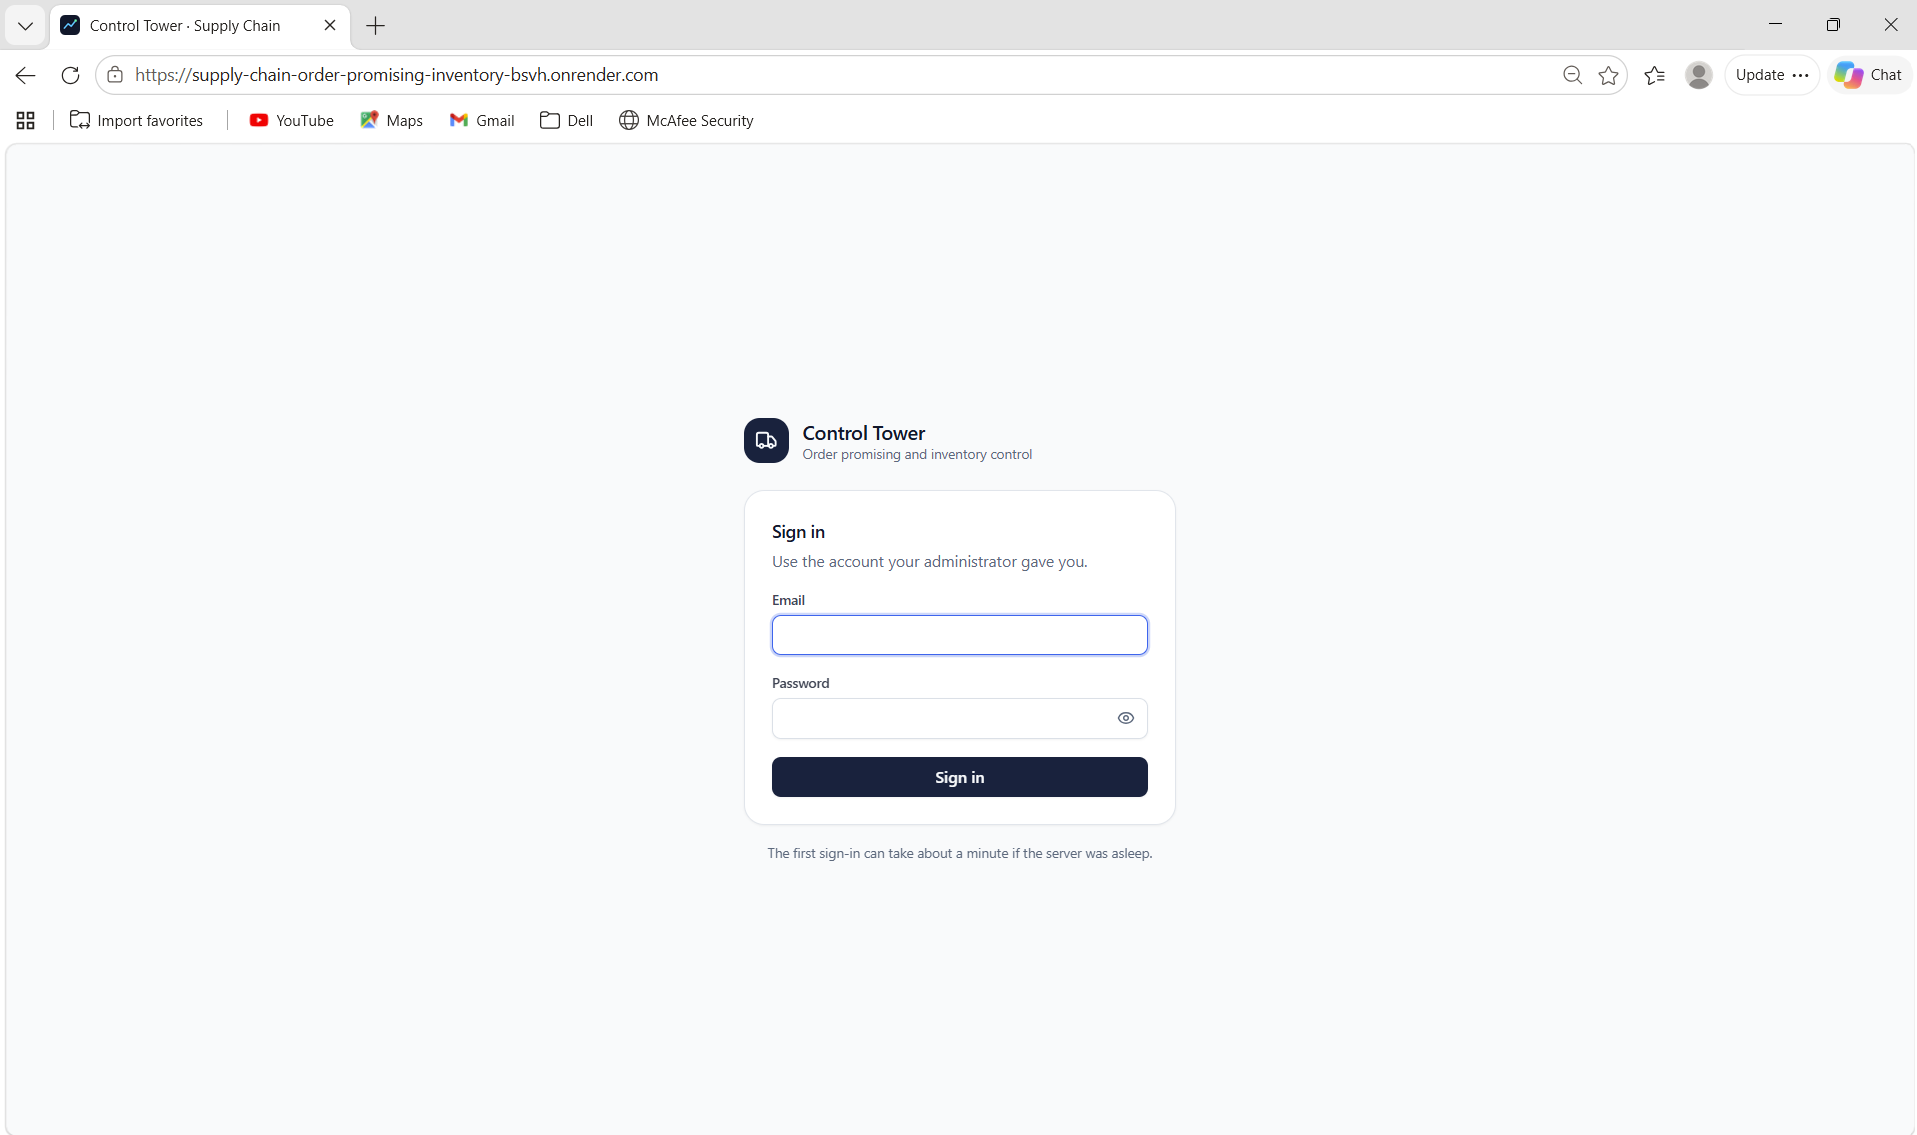 Control Tower · Supply Chain
https://supply-chain-order-promising-inventory-bsvh.onrender.com
Update
Chat
Import favorites
YouTube
Maps
Gmail
Dell
McAfee Security
Control Tower
Order promising and inventory control
Sign in
Use the account your administrator gave you.
Email
Password
Sign in
The first sign-in can take about a minute if the server was asleep.